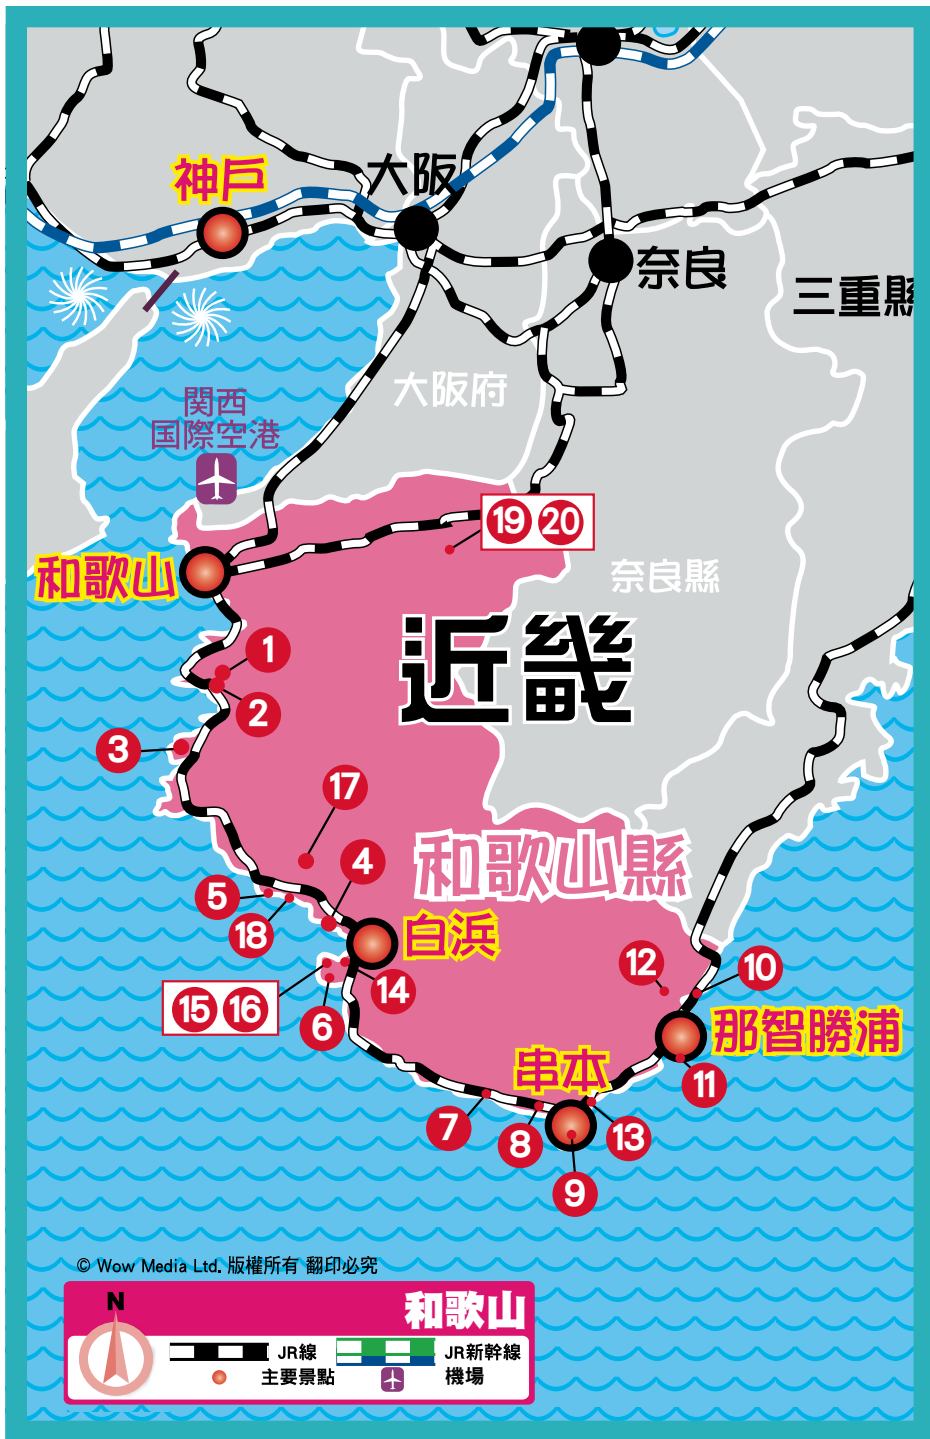 神戶
大阪
奈良
三重縣
大阪府
関西
国際空港
19 20
和歌山
奈良縣
近畿
1
2
3
17
4
和歌山縣
5
18
白浜
12
10
14
15 16
6
那智勝浦
串本
11
7
8
13
9
© Wow Media Ltd. 版權所有 翻印必究
N
和歌山
JR線
JR新幹線
主要景點
機場